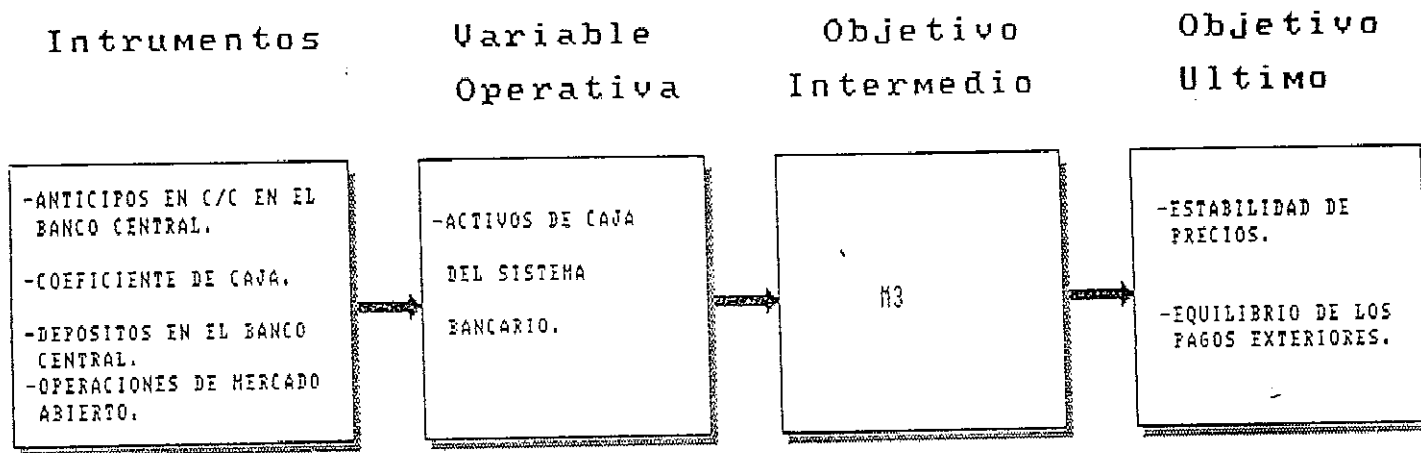 Intrumentos
Variable
Operativa
Objetivo
Intermedio
Objetivo
Ultimo
-ANTICIPOS EN C/C EN EL
BANCO CENTRAL.
-COEFICIENTE DE CAJA.
-DEPOSITOS EN EL BANCO
CENTRAL.
-OPERACIONES DE MERCADO
ABIERTO.
-ACTIVOS DE CAJA
DEL SISTEMA
BANCARIO.
M3
-ESTABILIDAD DE
PRECIOS.
-EQUILIBRIO DE LOS
PAGOS EXTERIORES.